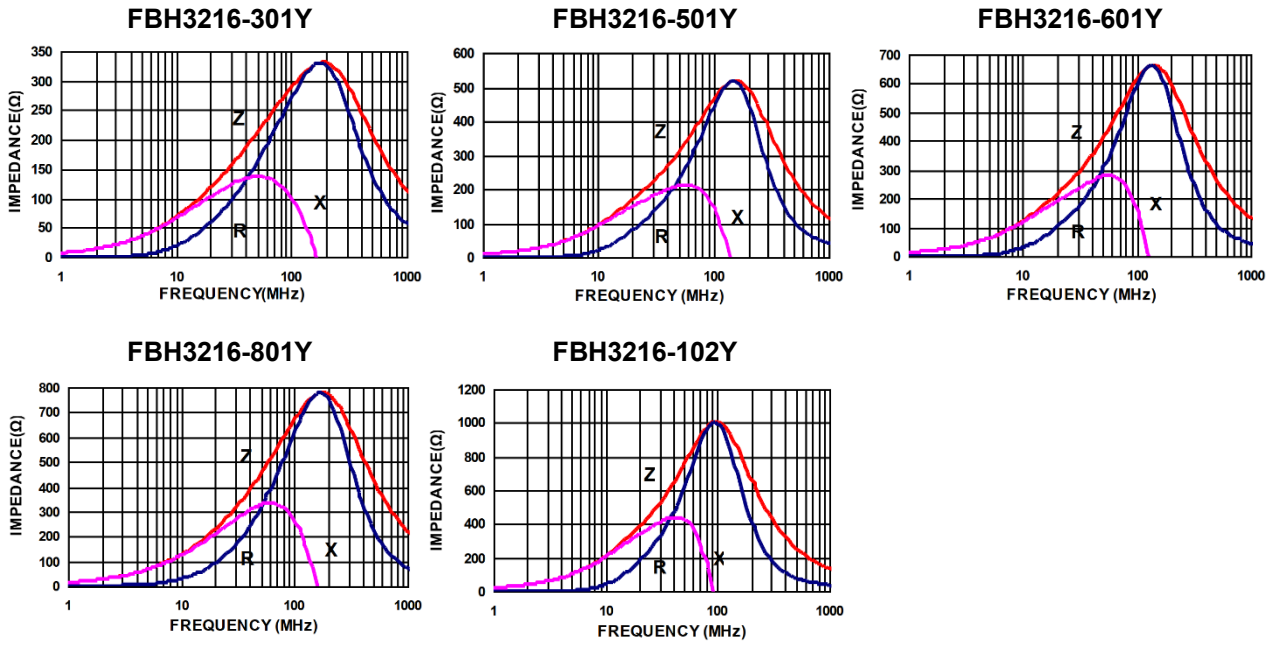 FBH3216-301Y
FBH3216-501Y
FBH3216-601Y
IMPEDANCE(Ω)
350
300
250
200
150
100
50
0
Z
X
R
1
10
100
1000
FREQUENCY(MHz)
IMPEDANCE(Ω)
600
500
400
300
200
100
0
Z
X
R
1
10
100
1000
FREQUENCY (MHz)
IMPEDANCE(Ω)
700
600
500
400
300
200
100
0
Z
X
R
1
10
100
1000
FREQUENCY (MHz)
FBH3216-801Y
FBH3216-102Y
IMPEDANCE(Ω)
800
700
600
500
400
300
200
100
0
Z
X
R
1
10
100
1000
FREQUENCY (MHz)
IMPEDANCE(Ω)
1200
1000
800
600
400
200
0
Z
X
R
1
10
100
1000
FREQUENCY (MHz)